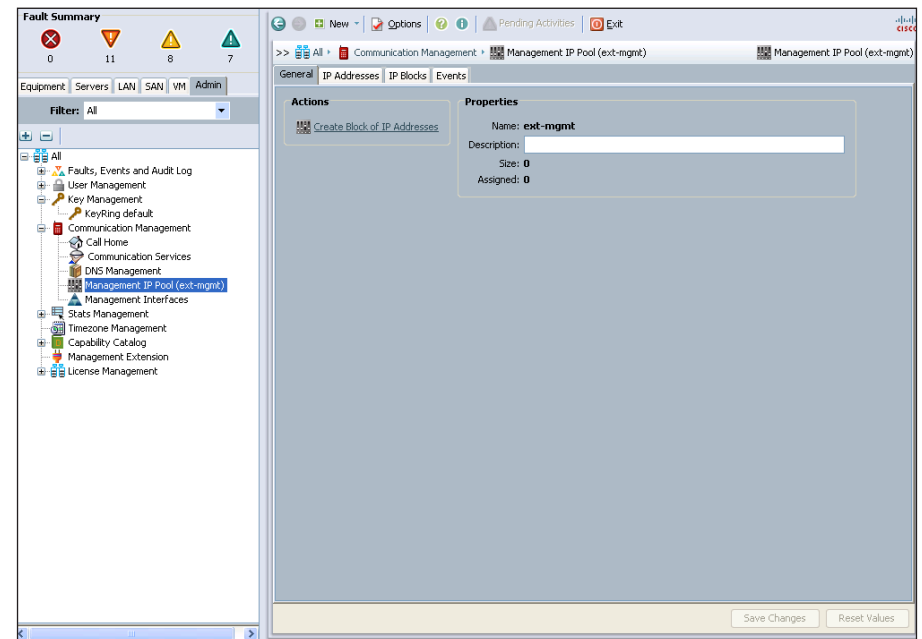 Fault Summary
0 11 8 7
Equipment Servers LAN SAN VM Admin
Filter: All
All
Faults, Events and Audit Log
User Management
Key Management
KeyRing default
Communication Management
Call Home
Communication Services
DNS Management
Management IP Pool (ext-mgmt)
Management Interfaces
Stats Management
Timezone Management
Capability Catalog
Management Extension
License Management
New Options Pending Activities Exit
CISCO
>> All Communication Management Management IP Pool (ext-mgmt) Management IP Pool (ext-mgmt)
General IP Addresses IP Blocks Events
Actions
Create Block of IP Addresses
Properties
Name: ext-mgmt
Description:
Size: 0
Assigned: 0
Save Changes Reset Values